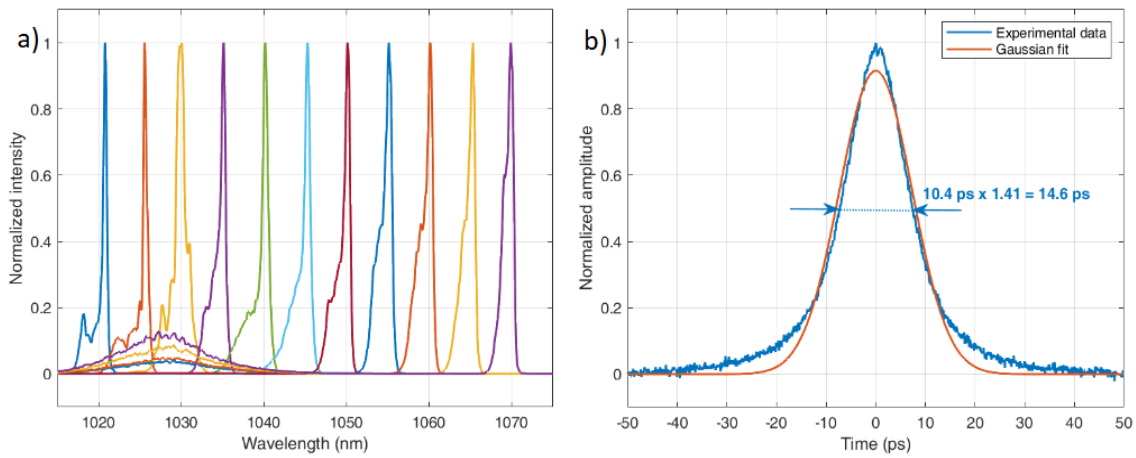 a)
1
0.8
0.6
0.4
0.2
0
Normalized intensity
1020 1030 1040 1050 1060 1070
Wavelength (nm)
b)
1
0.8
0.6
0.4
0.2
0
Normalized amplitude
Experimental data
Gaussian fit
10.4 ps x 1.41 = 14.6 ps
-50 -40 -30 -20 -10 0 10 20 30 40 50
Time (ps)